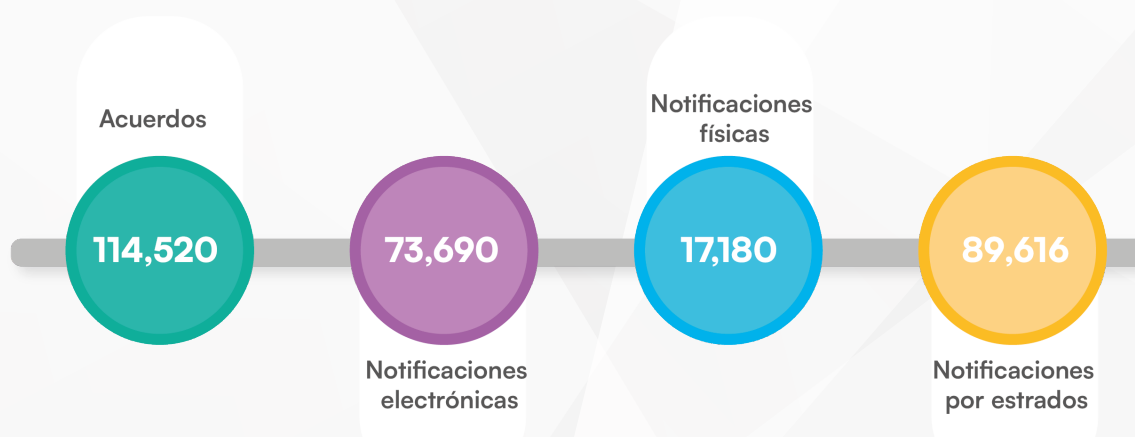 Acuerdos
114,520
73,690
Notificaciones
electrónicas
Notificaciones
físicas
17,180
89,616
Notificaciones
por estrados